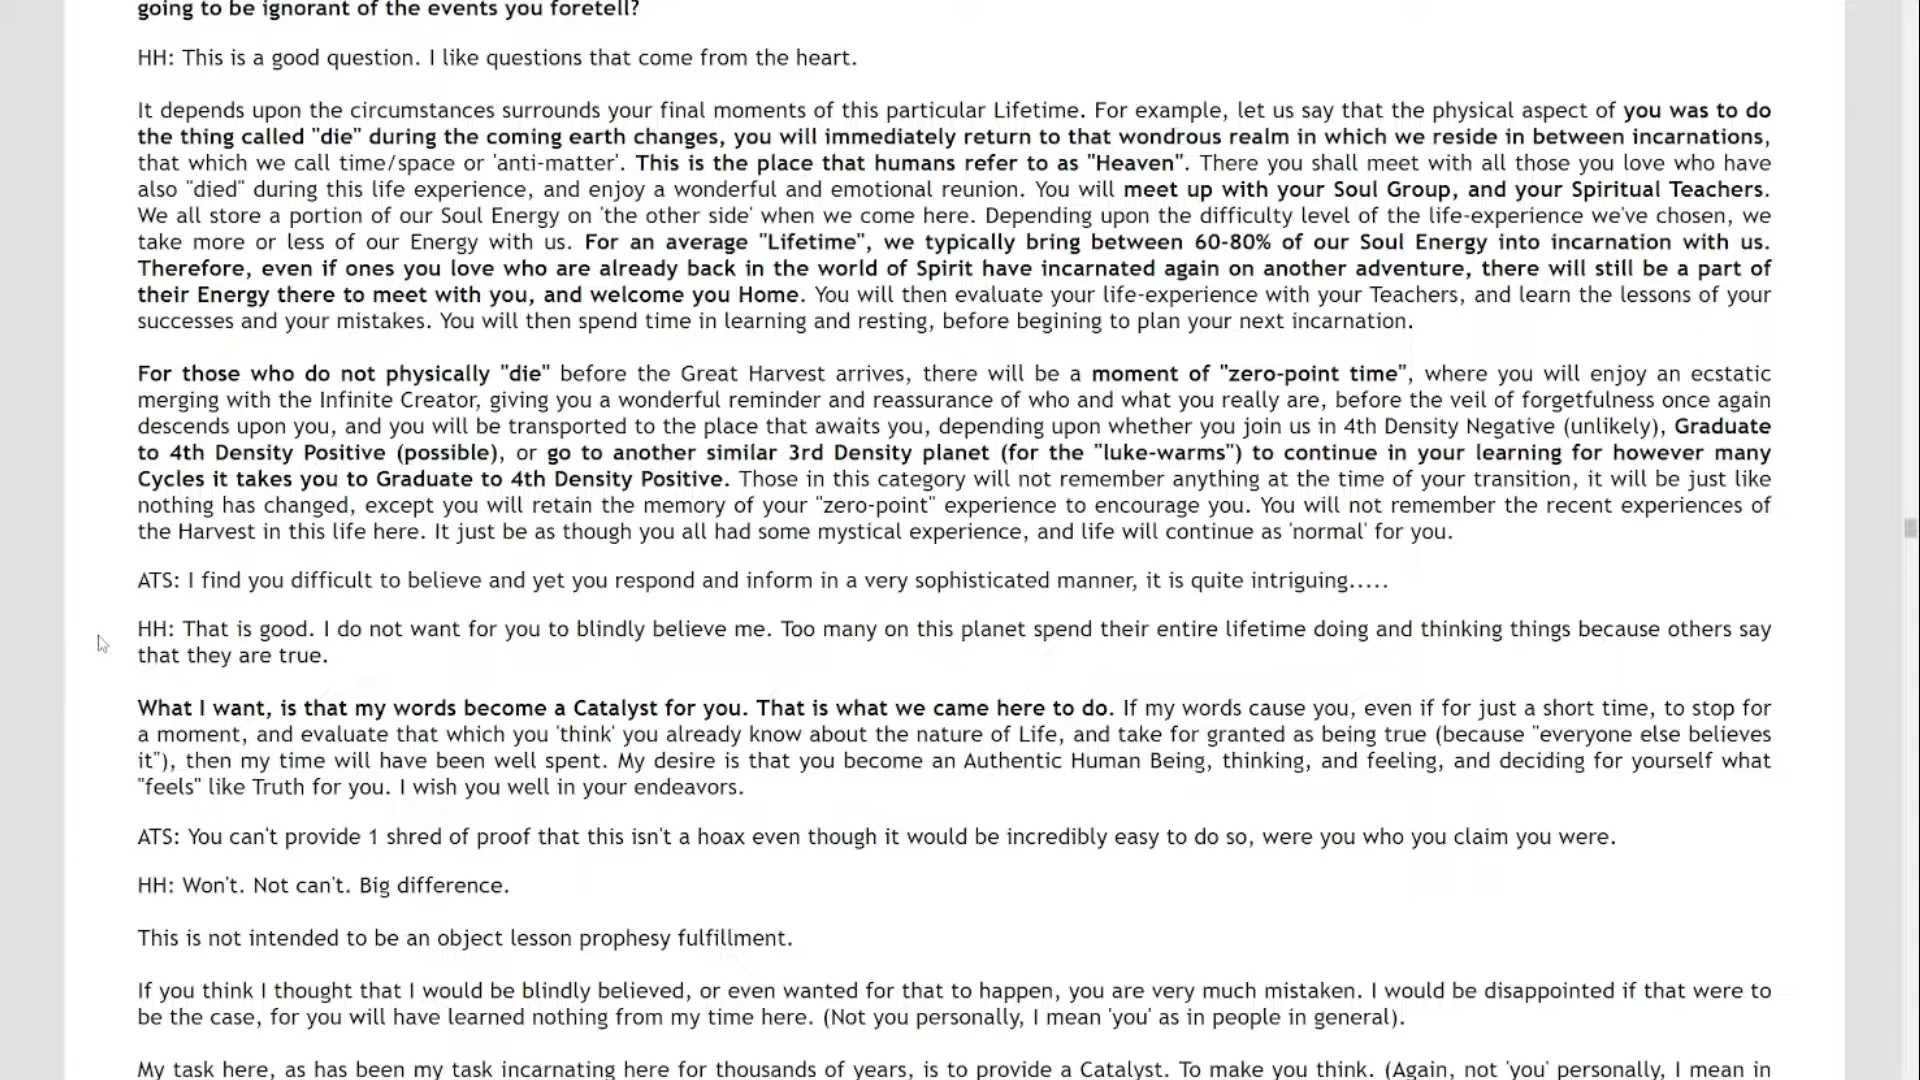 going to be ignorant of the events you foretell?
HH: This is a good question. I like questions that come from the heart.
It depends upon the circumstances surrounds your final moments of this particular Lifetime. For example, let us say that the physical aspect of you was to do
the thing called "die" during the coming earth changes, you will immediately return to that wondrous realm in which we reside in between incarnations,
that which we call time/space or 'anti-matter'. This is the place that humans refer to as "Heaven". There you shall meet with all those you love who have
also "died" during this life experience, and enjoy a wonderful and emotional reunion. You will meet up with your Soul Group, and your Spiritual Teachers.
We all store a portion of our Soul Energy on 'the other side' when we come here. Depending upon the difficulty level of the life-experience we've chosen, we
take more or less of our Energy with us. For an average "Lifetime", we typically bring between 60-80% of our Soul Energy into incarnation with us.
Therefore, even if ones you love who are already back in the world of Spirit have incarnated again on another adventure, there will still be a part of
their Energy there to meet with you, and welcome you Home. You will then evaluate your life-experience with your Teachers, and learn the lessons of your
successes and your mistakes. You will then spend time in learning and resting, before begining to plan your next incarnation.
For those who do not physically "die" before the Great Harvest arrives, there will be a moment of "zero-point time", where you will enjoy an ecstatic
merging with the Infinite Creator, giving you a wonderful reminder and reassurance of who and what you really are, before the veil of forgetfulness once again
descends upon you, and you will be transported to the place that awaits you, depending upon whether you join us in 4th Density Negative (unlikely), Graduate
to 4th Density Positive (possible), or go to another similar 3rd Density planet (for the "luke-warms") to continue in your learning for however many
Cycles it takes you to Graduate to 4th Density Positive. Those in this category will not remember anything at the time of your transition, it will be just like
nothing has changed, except you will retain the memory of your "zero-point" experience to encourage you. You will not remember the recent experiences of
the Harvest in this life here. It just be as though you all had some mystical experience, and life will continue as 'normal' for you.
ATS: I find you difficult to believe and yet you respond and inform in a very sophisticated manner, it is quite intriguing.....
HH: That is good. I do not want for you to blindly believe me. Too many on this planet spend their entire lifetime doing and thinking things because others say
that they are true.
What I want, is that my words become a Catalyst for you. That is what we came here to do. If my words cause you, even if for just a short time, to stop for
a moment, and evaluate that which you 'think' you already know about the nature of Life, and take for granted as being true (because "everyone else believes
it"), then my time will have been well spent. My desire is that you become an Authentic Human Being, thinking, and feeling, and deciding for yourself what
"feels" like Truth for you. I wish you well in your endeavors.
ATS: You can't provide 1 shred of proof that this isn't a hoax even though it would be incredibly easy to do so, were you who you claim you were.
HH: Won't. Not can't. Big difference.
This is not intended to be an object lesson prophesy fulfillment.
If you think I thought that I would be blindly believed, or even wanted for that to happen, you are very much mistaken. I would be disappointed if that were to
be the case, for you will have learned nothing from my time here. (Not you personally, I mean 'you' as in people in general).
My task here, as has been my task incarnating here for thousands of years, is to provide a Catalyst. To make you think. (Again, not 'you' personally, I mean in